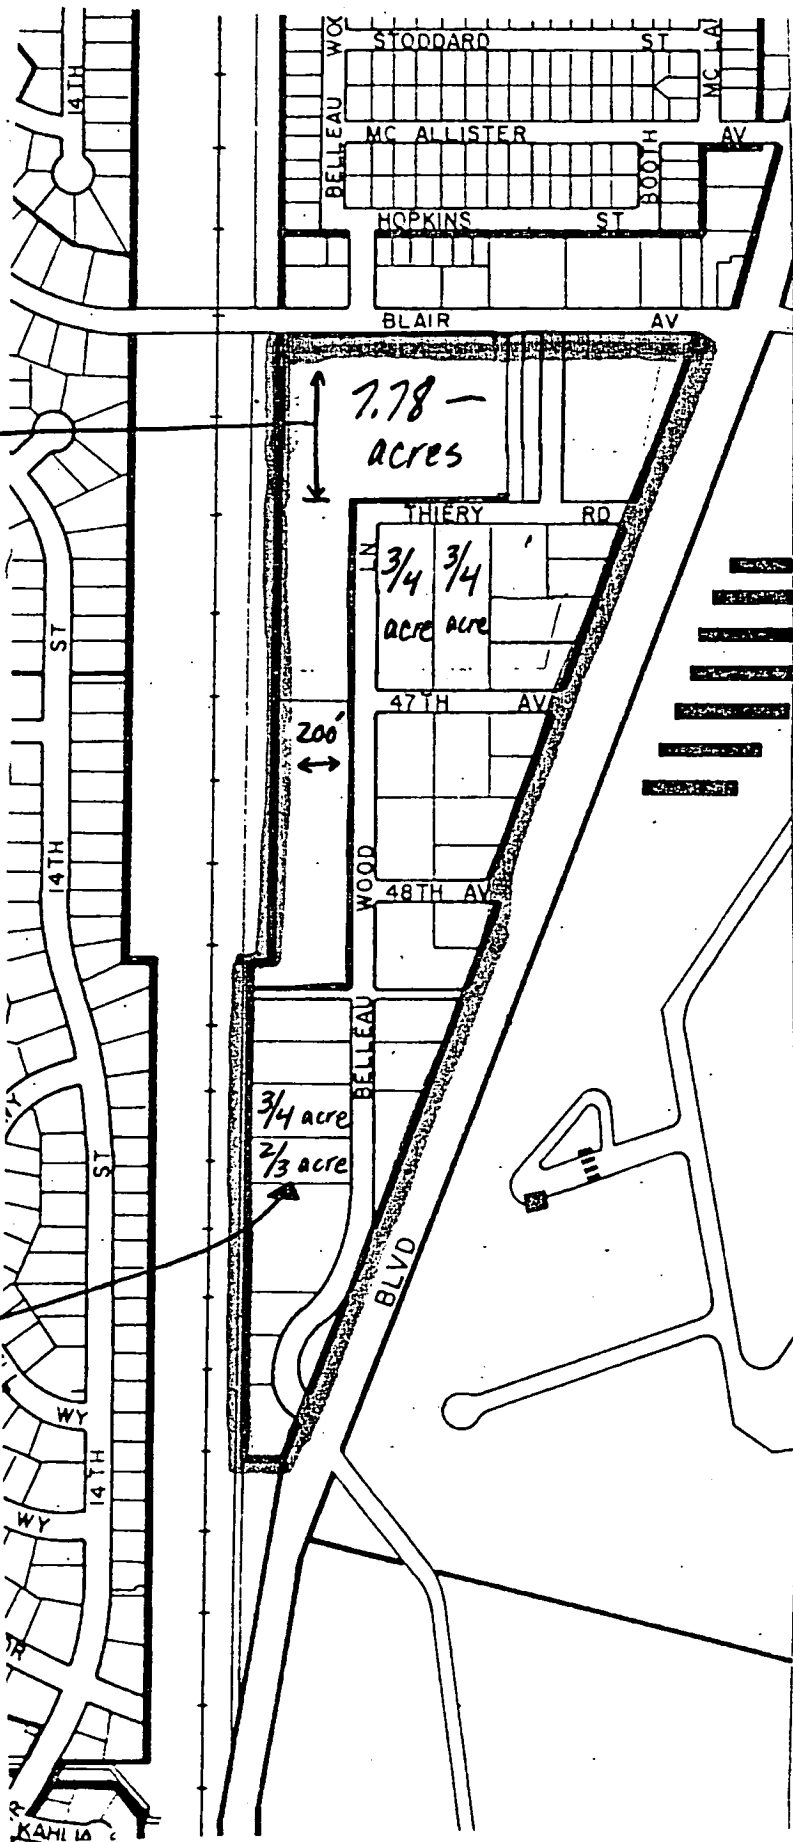 STODDARD ST
14TH
BELLEAU WOO
MC LA
MC ALLISTER AV
BOOTH
HOPKINS ST
BLAIR AV
7.78 —
acres
THIERY RD
LN
3/4 3/4
acre acre
ST
47TH AV
200'
14TH
WOOD
48TH AV
BELLEAU
3/4 acre
2/3 acre
ST
BLVD
WY
14TH
WY
KAHLIA